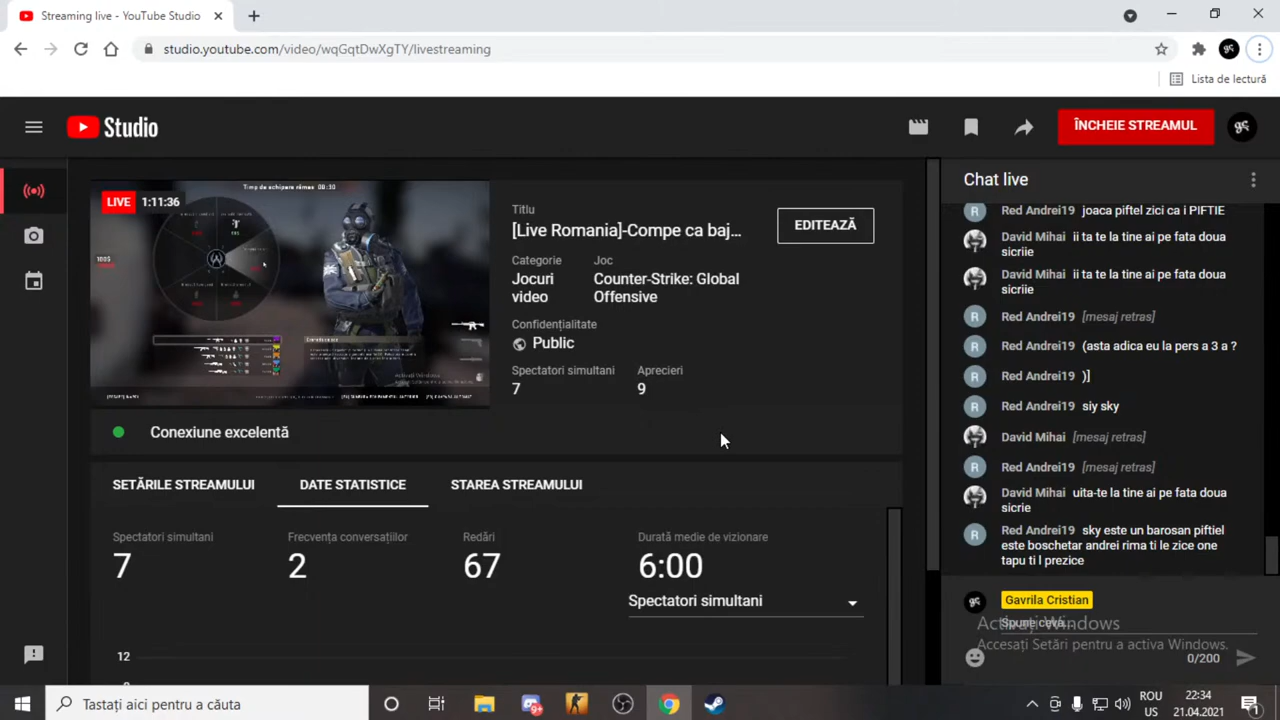 Streaming live - YouTube Studio
studio.youtube.com/video/wqGqtDwXgTY/livestreaming
Lista de lectură
Studio
ÎNCHEIE STREAMUL
LIVE 1:11:36
Timp de echipare rămas 00:10
Titlu
[Live Romania]-Compe ca baj...
EDITEAZĂ
Categorie
Jocuri
video
Joc
Counter-Strike: Global
Offensive
Confidențialitate
Public
Spectatori simultani
7
Aprecieri
9
Conexiune excelentă
SETĂRILE STREAMULUI
DATE STATISTICE
STAREA STREAMULUI
Spectatori simultani
7
Frecvența conversațiilor
2
Redări
67
Durată medie de vizionare
6:00
Spectatori simultani
12
Chat live
Red Andrei19 joaca piftel zici ca i PIFTIE
David Mihai ii ta te la tine ai pe fata doua
sicriie
David Mihai ii ta te la tine ai pe fata doua
sicriie
Red Andrei19 [mesaj retras]
Red Andrei19 (asta adica eu la pers a 3 a ?
Red Andrei19 )]
Red Andrei19 siy sky
David Mihai [mesaj retras]
Red Andrei19 [mesaj retras]
David Mihai uita-te la tine ai pe fata doua
sicrie
Red Andrei19 sky este un barosan piftiel
este boschetar andrei rima ti le zice one
tapu ti l prezice
Gavrila Cristian
Spune ceva...
Activați Windows
Accesați Setări pentru a activa Windows.
0/200
Tastați aici pentru a căuta
ROU
US
22:34
21.04.2021